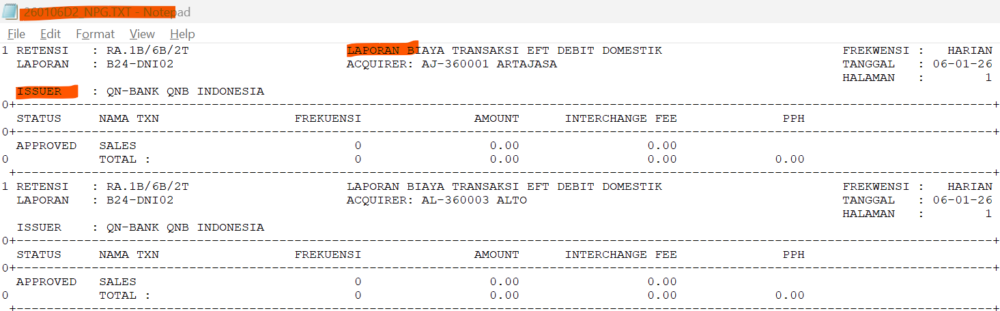 260106D2_NPG.TXT - Notepad
File Edit Format View Help
1 RETENSI : RA.1B/6B/2T LAPORAN BIAYA TRANSAKSI EFT DEBIT DOMESTIK FREKWENSI : HARIAN
LAPORAN : B24-DNI02 ACQUIRER: AJ-360001 ARTAJASA TANGGAL : 06-01-26
HALAMAN : 1
ISSUER : QN-BANK QNB INDONESIA
0+----------------------------------------------------------------------------------------------------------------------------------+
STATUS NAMA TXN FREKUENSI AMOUNT INTERCHANGE FEE PPH
0+----------------------------------------------------------------------------------------------------------------------------------+
APPROVED SALES 0 0.00 0.00
0 TOTAL : 0 0.00 0.00 0.00
+----------------------------------------------------------------------------------------------------------------------------------+
1 RETENSI : RA.1B/6B/2T LAPORAN BIAYA TRANSAKSI EFT DEBIT DOMESTIK FREKWENSI : HARIAN
LAPORAN : B24-DNI02 ACQUIRER: AL-360003 ALTO TANGGAL : 06-01-26
HALAMAN : 1
ISSUER : QN-BANK QNB INDONESIA
0+----------------------------------------------------------------------------------------------------------------------------------+
STATUS NAMA TXN FREKUENSI AMOUNT INTERCHANGE FEE PPH
0+----------------------------------------------------------------------------------------------------------------------------------+
APPROVED SALES 0 0.00 0.00
0 TOTAL : 0 0.00 0.00 0.00
+----------------------------------------------------------------------------------------------------------------------------------+